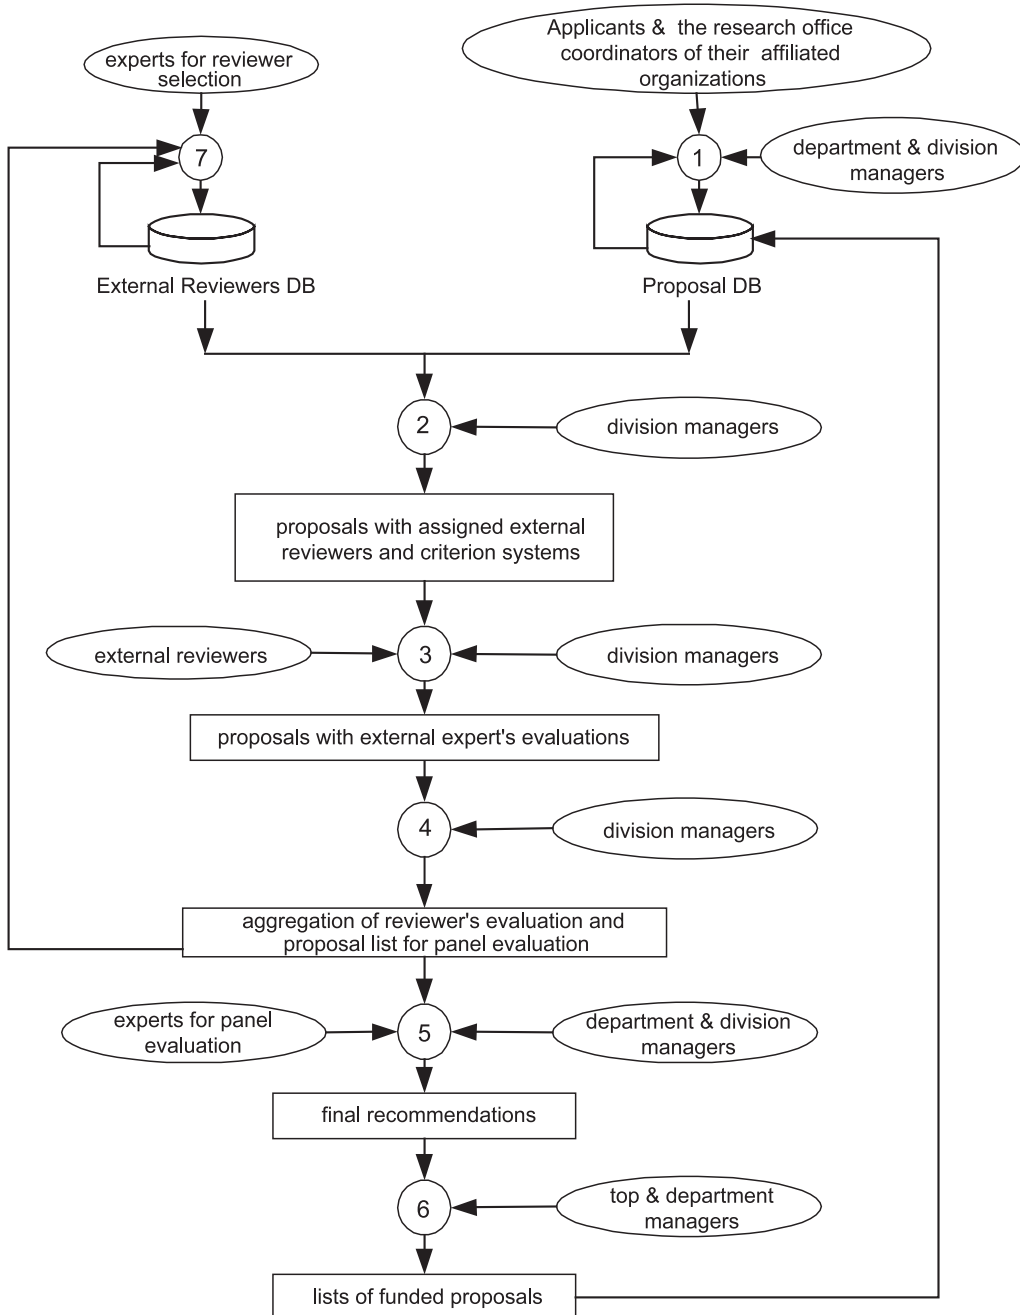 experts for reviewer
selection
Applicants & the research office
coordinators of their affiliated
organizations
7
1
department & division
managers
External Reviewers DB
Proposal DB
2
division managers
proposals with assigned external
reviewers and criterion systems
external reviewers
3
division managers
proposals with external expert's evaluations
4
division managers
aggregation of reviewer's evaluation and
proposal list for panel evaluation
experts for panel
evaluation
5
department & division
managers
final recommendations
6
top & department
managers
lists of funded proposals